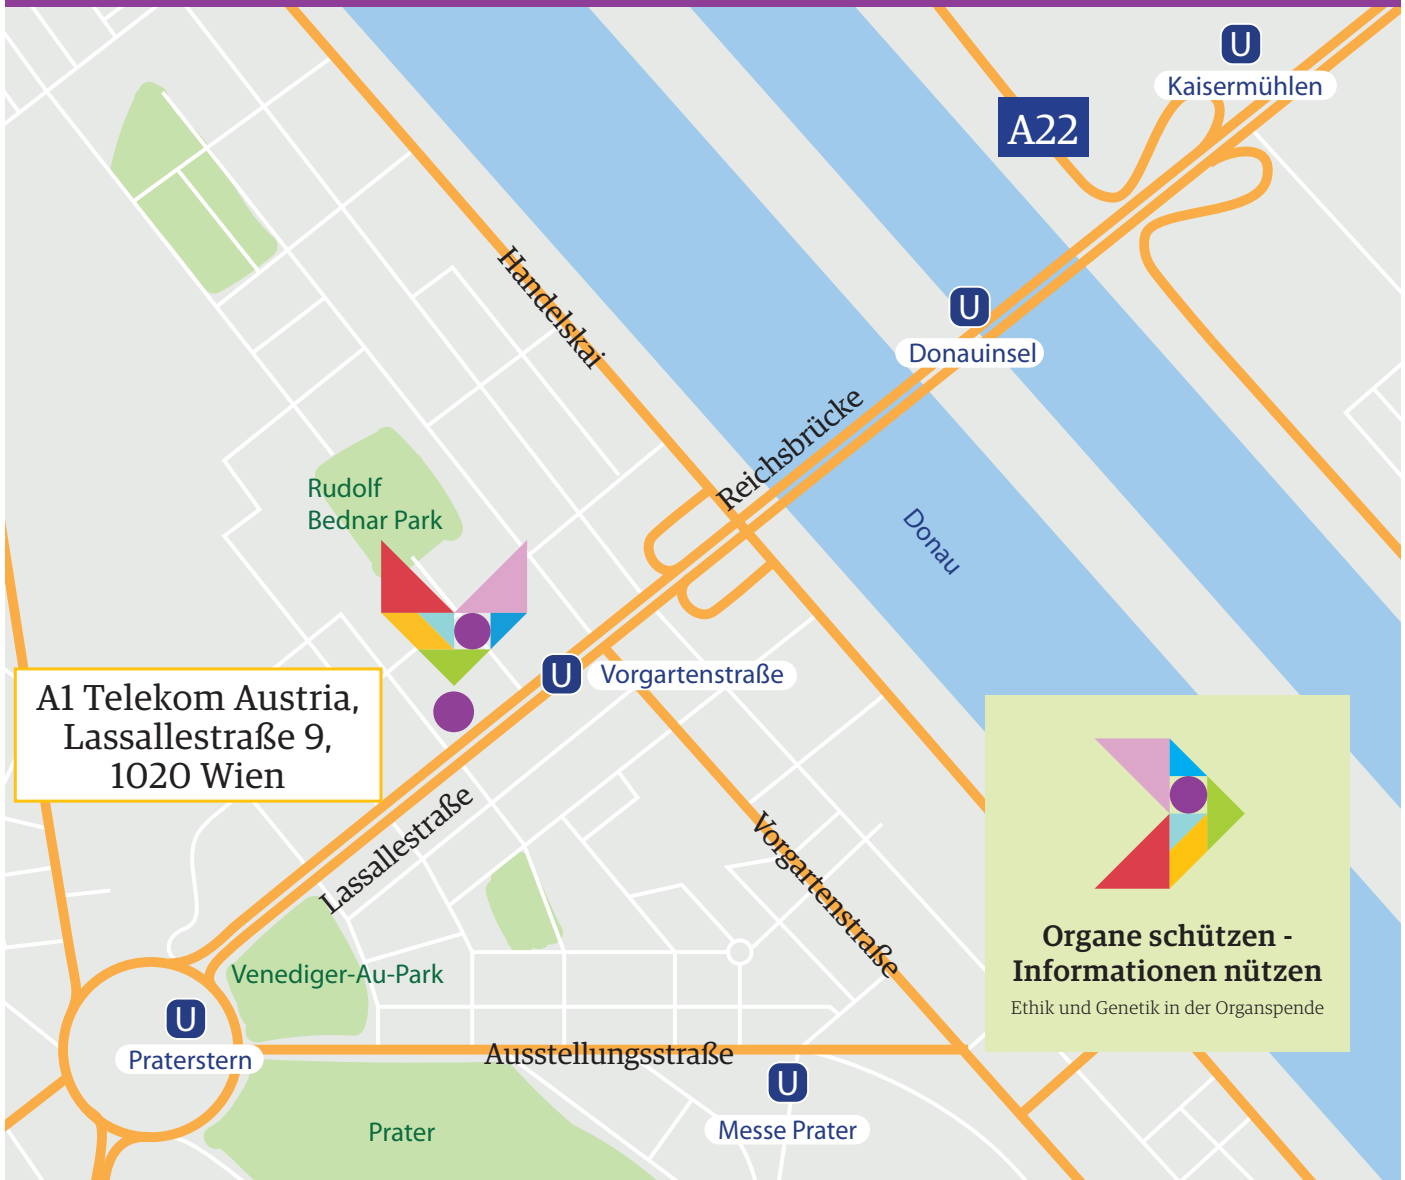 U
Kaisermühlen
A22
Handelskai
U
Donauinsel
Reichsbrücke
Rudolf
Bednar Park
Donau
U
Vorgartenstraße
A1 Telekom Austria,
Lassallestraße 9,
1020 Wien
Lassallestraße
Vorgartenstraße
Organe schützen -
Informationen nützen
Ethik und Genetik in der Organspende
Venediger-Au-Park
U
Praterstern
Ausstellungsstraße
U
Messe Prater
Prater